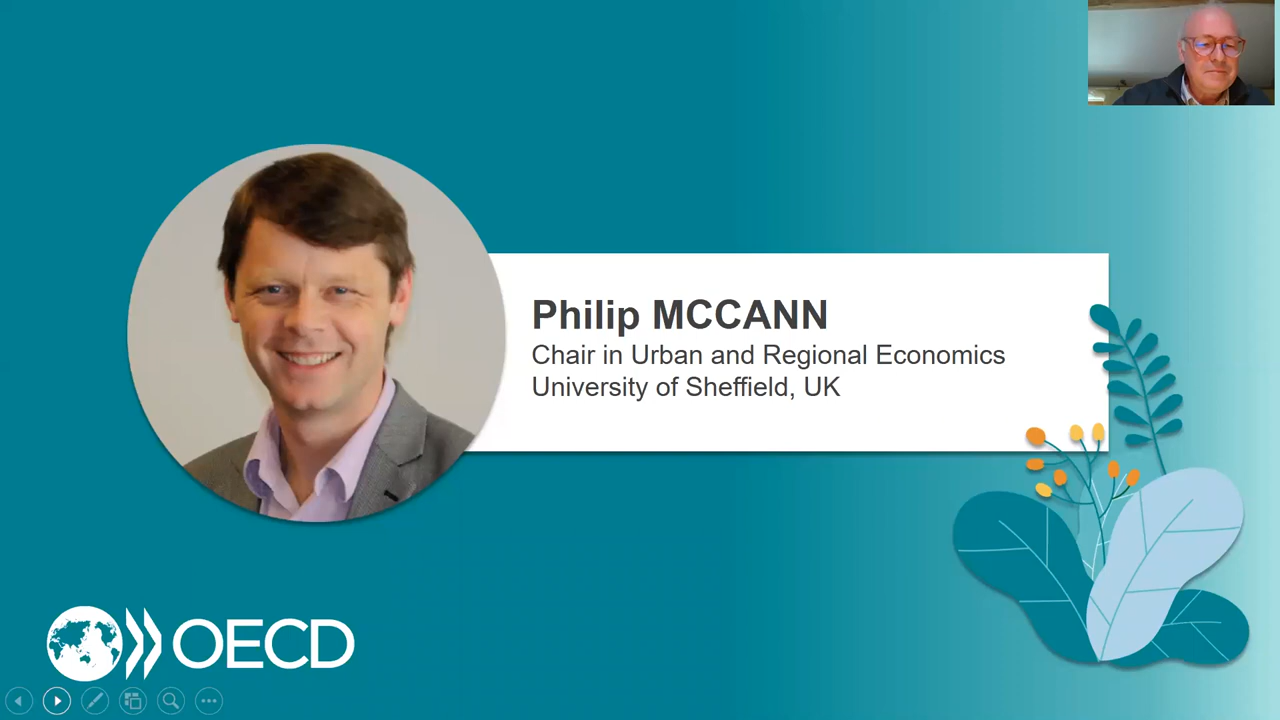 Philip MCCANN
Chair in Urban and Regional Economics
University of Sheffield, UK
OECD